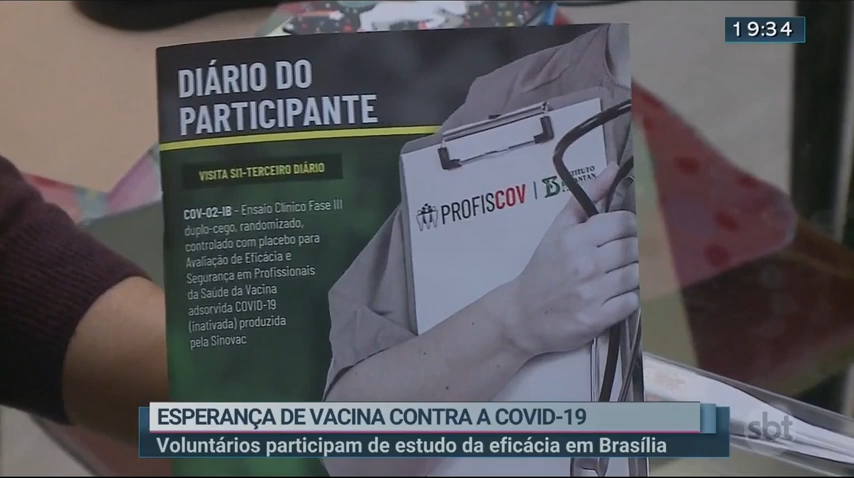 19:34
DIÁRIO DO
PARTICIPANTE
VISITA SI1-TERCEIRO DIÁRIO
COV-02-IB - Ensaio Clínico Fase III
duplo-cego, randomizado,
controlado com placebo para
Avaliação de Eficácia e
Segurança em Profissionais
da Saúde da Vacina
adsorvida COVID-19
(inativada) produzida
pela Sinovac
PROFISCOV
ESPERANÇA DE VACINA CONTRA A COVID-19
Voluntários participam de estudo da eficácia em Brasília
sbt